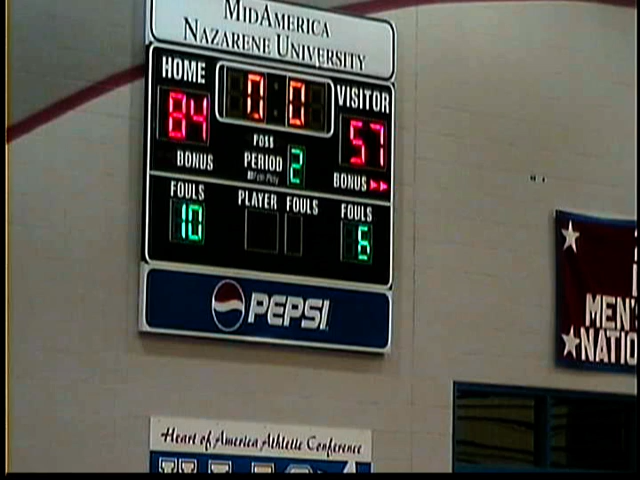 MIDAMERICA
NAZARENE UNIVERSITY
HOME
0:0
VISITOR
84
57
POSS
BONUS
PERIOD 2
BONUS
FOULS
PLAYER FOULS
FOULS
10
6
PEPSI
MEN'
NATIO
Heart of America Athletic Conference